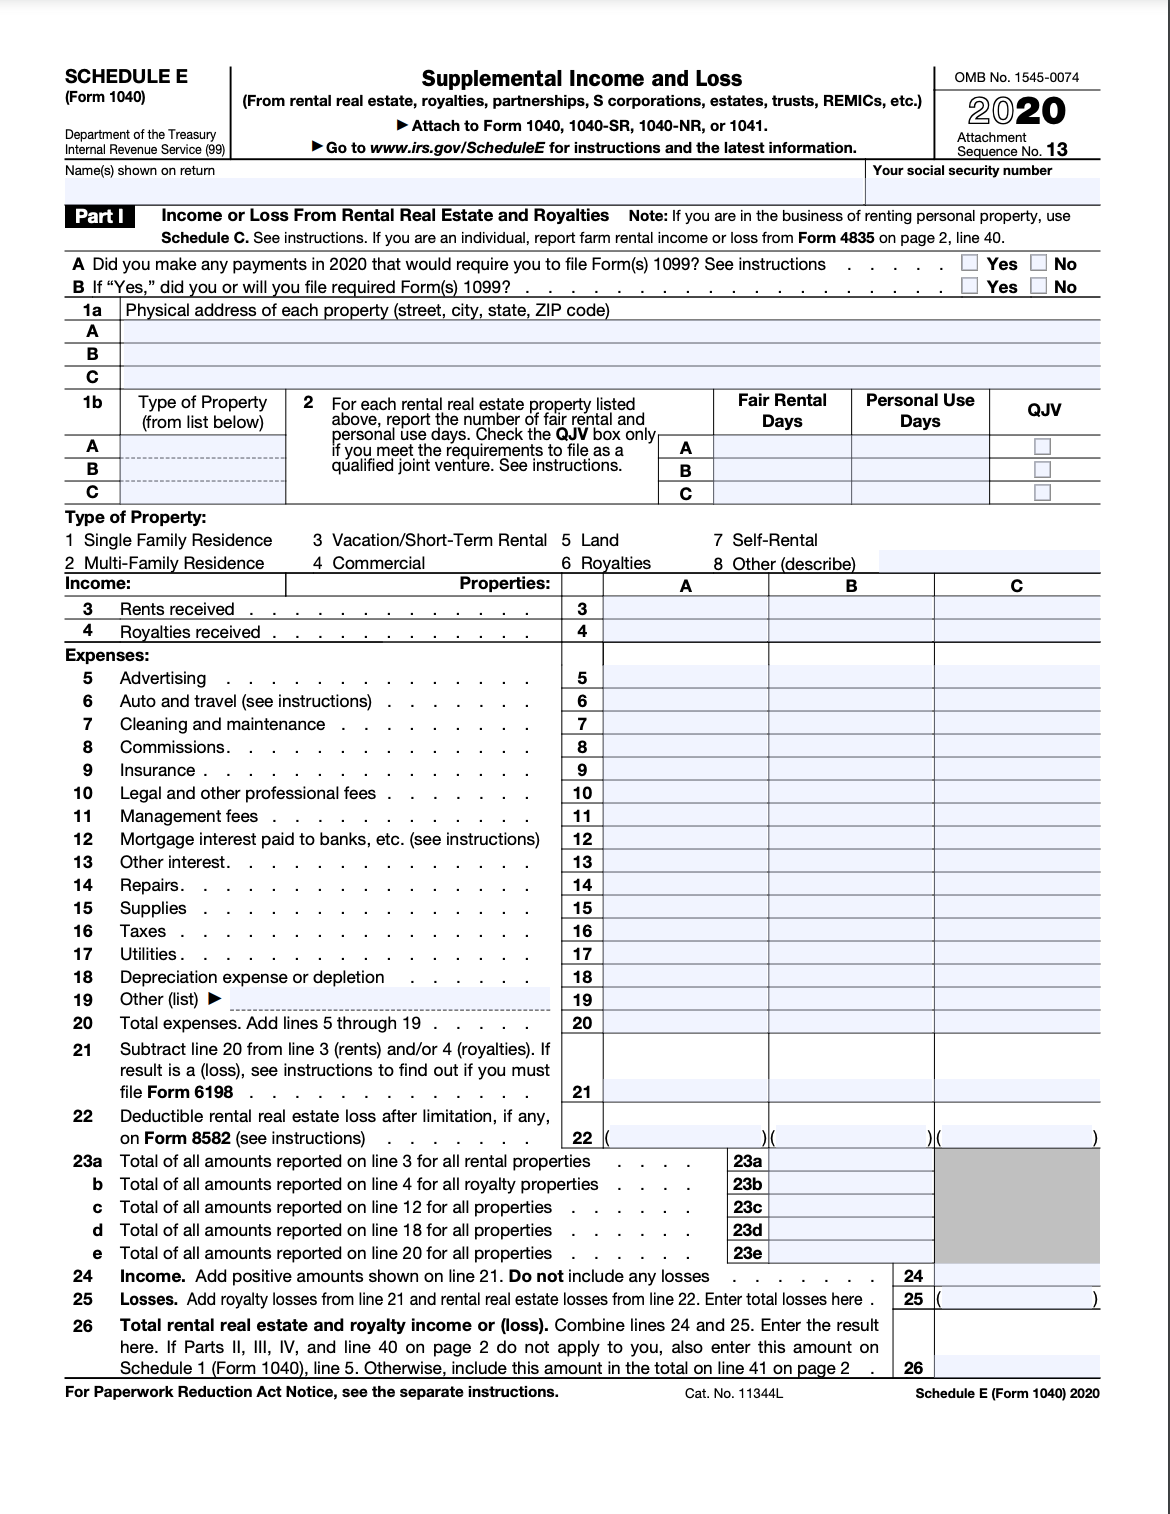 SCHEDULE E
(Form 1040)
Department of the Treasury
Internal Revenue Service (99)
Supplemental Income and Loss
(From rental real estate, royalties, partnerships, S corporations, estates, trusts, REMICs, etc.)
▶ Attach to Form 1040, 1040-SR, 1040-NR, or 1041.
▶ Go to www.irs.gov/ScheduleE for instructions and the latest information.
OMB No. 1545-0074
2020
Attachment
Sequence No. 13
Name(s) shown on return
Your social security number
Part I Income or Loss From Rental Real Estate and Royalties Note: If you are in the business of renting personal property, use
Schedule C. See instructions. If you are an individual, report farm rental income or loss from Form 4835 on page 2, line 40.
A Did you make any payments in 2020 that would require you to file Form(s) 1099? See instructions . . . . . Yes No
B If “Yes,” did you or will you file required Form(s) 1099? . . . . . . . . . . . . . . . . . . . Yes No
1a Physical address of each property (street, city, state, ZIP code)
A
B
C
1b Type of Property
(from list below)
A
B
C
2 For each rental real estate property listed
above, report the number of fair rental and
personal use days. Check the QJV box only
if you meet the requirements to file as a
qualified joint venture. See instructions.
Fair Rental
Days
Personal Use
Days
QJV
A
B
C
Type of Property:
1 Single Family Residence 3 Vacation/Short-Term Rental 5 Land 7 Self-Rental
2 Multi-Family Residence 4 Commercial 6 Royalties 8 Other (describe)
Income: Properties: A B C
3 Rents received . . . . . . . . . . . . . 3
4 Royalties received . . . . . . . . . . . . 4
Expenses:
5 Advertising . . . . . . . . . . . . . . 5
6 Auto and travel (see instructions) . . . . . . . 6
7 Cleaning and maintenance . . . . . . . . . 7
8 Commissions . . . . . . . . . . . . . . 8
9 Insurance . . . . . . . . . . . . . . . 9
10 Legal and other professional fees . . . . . . . 10
11 Management fees . . . . . . . . . . . . 11
12 Mortgage interest paid to banks, etc. (see instructions) 12
13 Other interest . . . . . . . . . . . . . . 13
14 Repairs . . . . . . . . . . . . . . . . 14
15 Supplies . . . . . . . . . . . . . . . 15
16 Taxes . . . . . . . . . . . . . . . . 16
17 Utilities . . . . . . . . . . . . . . . . 17
18 Depreciation expense or depletion . . . . . . 18
19 Other (list) ▶ 19
20 Total expenses. Add lines 5 through 19 . . . . . 20
21 Subtract line 20 from line 3 (rents) and/or 4 (royalties). If
result is a (loss), see instructions to find out if you must
file Form 6198 . . . . . . . . . . . . . 21
22 Deductible rental real estate loss after limitation, if any,
on Form 8582 (see instructions) . . . . . . . 22 ( ) ( ) ( )
23a Total of all amounts reported on line 3 for all rental properties . . . . 23a
b Total of all amounts reported on line 4 for all royalty properties . . . . 23b
c Total of all amounts reported on line 12 for all properties . . . . . . 23c
d Total of all amounts reported on line 18 for all properties . . . . . . 23d
e Total of all amounts reported on line 20 for all properties . . . . . . 23e
24 Income. Add positive amounts shown on line 21. Do not include any losses . . . . . . . 24
25 Losses. Add royalty losses from line 21 and rental real estate losses from line 22. Enter total losses here . 25 ( )
26 Total rental real estate and royalty income or (loss). Combine lines 24 and 25. Enter the result
here. If Parts II, III, IV, and line 40 on page 2 do not apply to you, also enter this amount on
Schedule 1 (Form 1040), line 5. Otherwise, include this amount in the total on line 41 on page 2 . 26
For Paperwork Reduction Act Notice, see the separate instructions. Cat. No. 11344L Schedule E (Form 1040) 2020